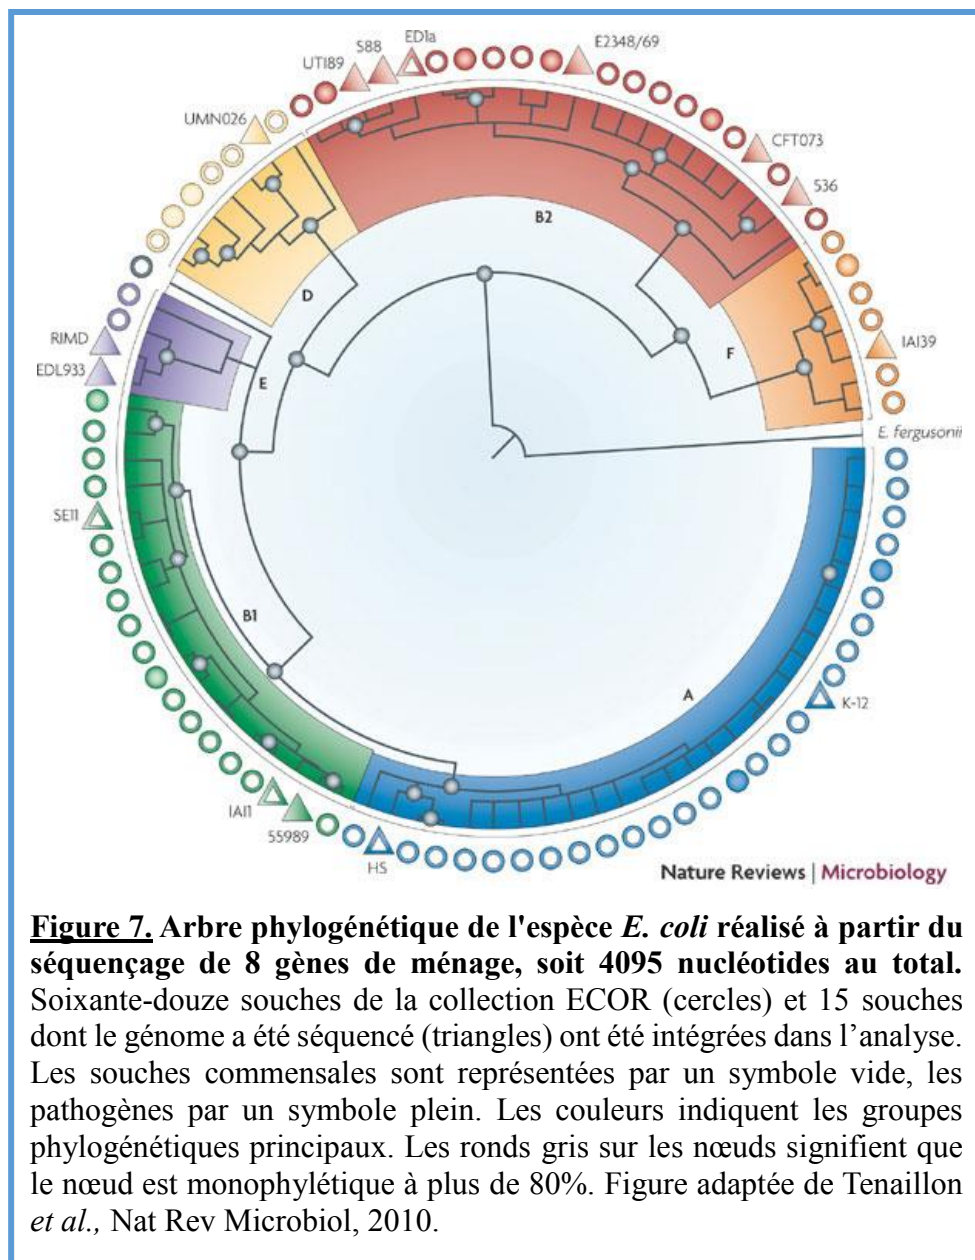 ED1a
S88
E2348/69
UTI89
UMN026
CFT073
536
B2
D
RIMD
F
IAI39
EDL933
E
E. fergusonii
SE11
B1
A
K-12
IAI1
55989
HS
Nature Reviews | Microbiology
Figure 7. Arbre phylogénétique de l'espèce E. coli réalisé à partir du
séquençage de 8 gènes de ménage, soit 4095 nucléotides au total.
Soixante-douze souches de la collection ECOR (cercles) et 15 souches
dont le génome a été séquencé (triangles) ont été intégrées dans l’analyse.
Les souches commensales sont représentées par un symbole vide, les
pathogènes par un symbole plein. Les couleurs indiquent les groupes
phylogénétiques principaux. Les ronds gris sur les nœuds signifient que
le nœud est monophylétique à plus de 80%. Figure adaptée de Tenaillon
et al., Nat Rev Microbiol, 2010.